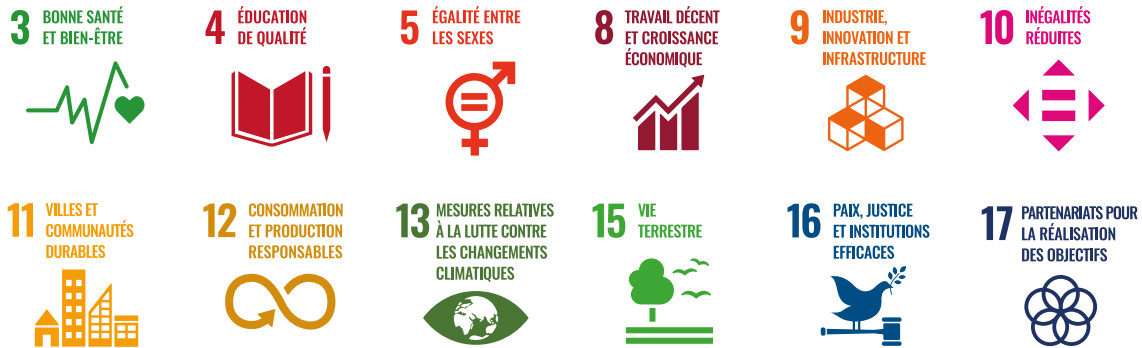 3 BONNE SANTÉ
ET BIEN-ÊTRE
4 ÉDUCATION
DE QUALITÉ
5 ÉGALITÉ ENTRE
LES SEXES
8 TRAVAIL DÉCENT
ET CROISSANCE
ÉCONOMIQUE
9 INDUSTRIE,
INNOVATION ET
INFRASTRUCTURE
10 INÉGALITÉS
RÉDUITES
11 VILLES ET
COMMUNAUTÉS
DURABLES
12 CONSOMMATION
ET PRODUCTION
RESPONSABLES
13 MESURES RELATIVES
À LA LUTTE CONTRE
LES CHANGEMENTS
CLIMATIQUES
15 VIE
TERRESTRE
16 PAIX, JUSTICE
ET INSTITUTIONS
EFFICACES
17 PARTENARIATS POUR
LA RÉALISATION
DES OBJECTIFS